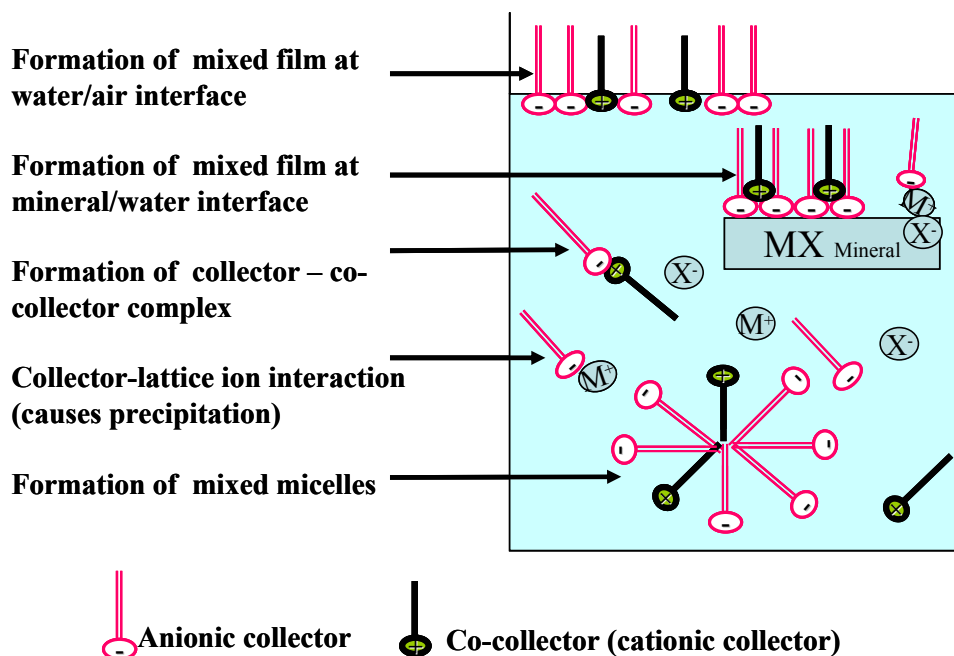 Formation of mixed film at
water/air interface
Formation of mixed film at
mineral/water interface
Formation of collector – co-
collector complex
Collector-lattice ion interaction
(causes precipitation)
Formation of mixed micelles
M⁺
X⁻
MX Mineral
X⁻
M⁺
X⁻
M⁺
Anionic collector
Co-collector (cationic collector)